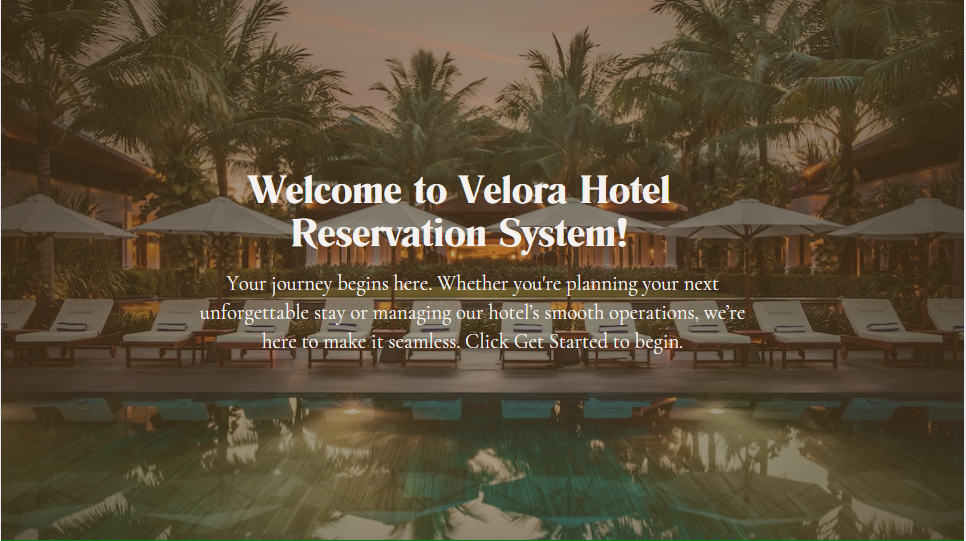 Welcome to Velora Hotel
Reservation System!
Your journey begins here. Whether you're planning your next
unforgettable stay or managing our hotel’s smooth operations, we’re
here to make it seamless. Click Get Started to begin.